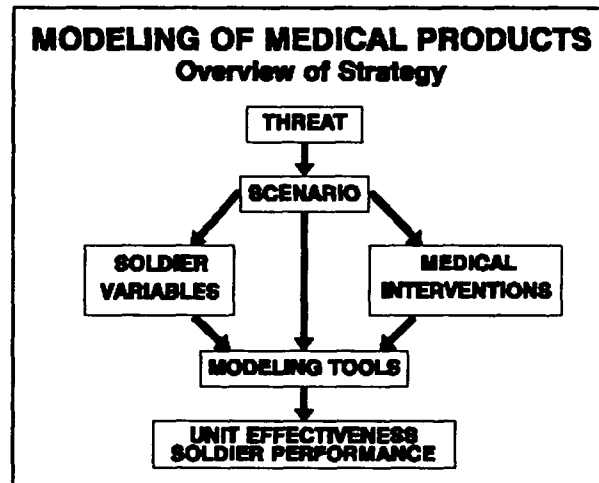 MODELING OF MEDICAL PRODUCTS
Overview of Strategy
THREAT
SCENARIO
SOLDIER
VARIABLES
MEDICAL
INTERVENTIONS
MODELING TOOLS
UNIT EFFECTIVENESS
SOLDIER PERFORMANCE